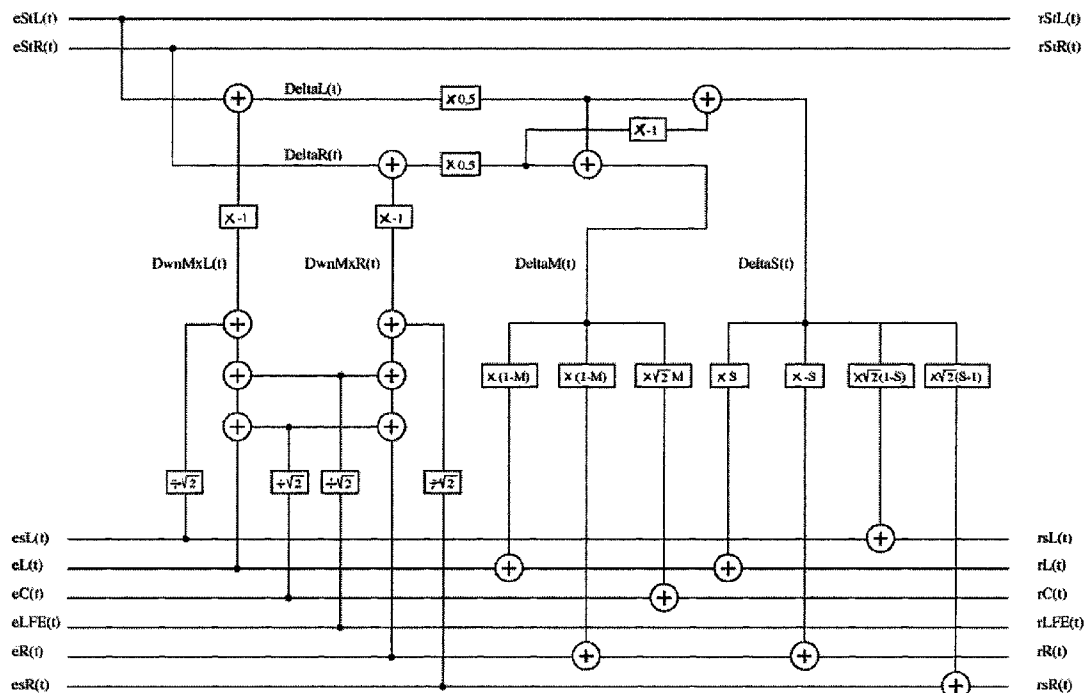 eStL(t) rStL(t)
eStR(t) rStR(t)
DeltaL(t) ×0,5
×-1
DeltaR(t) ×0,5
×-1 ×-1
DwnMxL(t) DwnMxR(t) DeltaM(t) DeltaS(t)
×(1-M) ×(1-M) ×√2 M ×S ×-S ×√2(1-S) ×√2(S-1)
÷√2 ÷√2 ÷√2 ÷√2
esL(t) rsL(t)
eL(t) rL(t)
eC(t) rC(t)
eLFE(t) rLFE(t)
eR(t) rR(t)
esR(t) rsR(t)